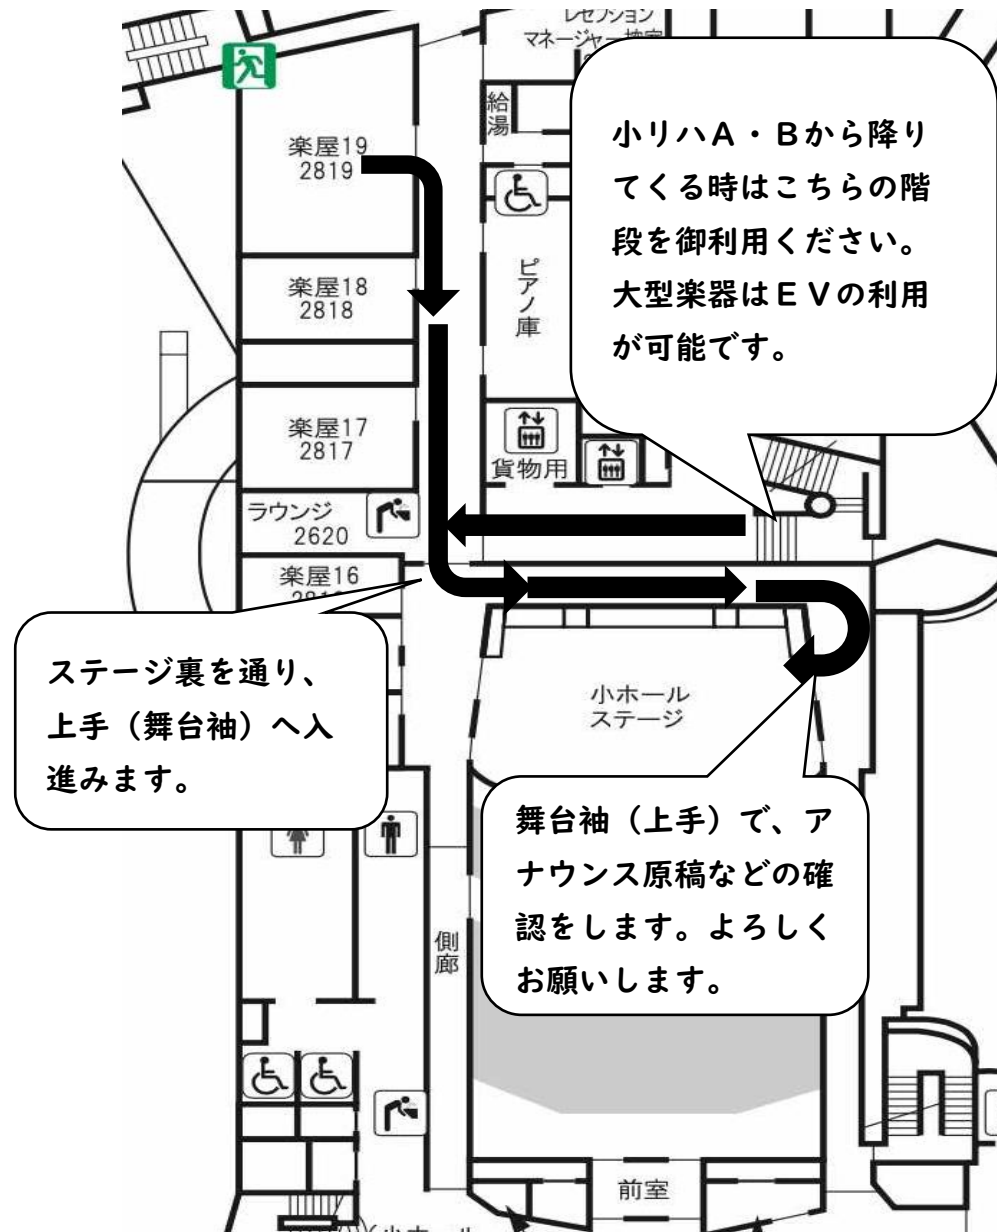 レセプション
マネージャー
給湯
小リハA・Bから降り
てくる時はこちらの階
段を御利用ください。
大型楽器はEVの利用
が可能です。
楽屋19
2819
楽屋18
2818
ピアノ庫
楽屋17
2817
貨物用
ラウンジ
2620
楽屋16
ステージ裏を通り、
上手（舞台袖）へ入
進みます。
小ホール
ステージ
舞台袖（上手）で、ア
ナウンス原稿などの確
認をします。よろしく
お願いします。
側廊
前室
小ホール